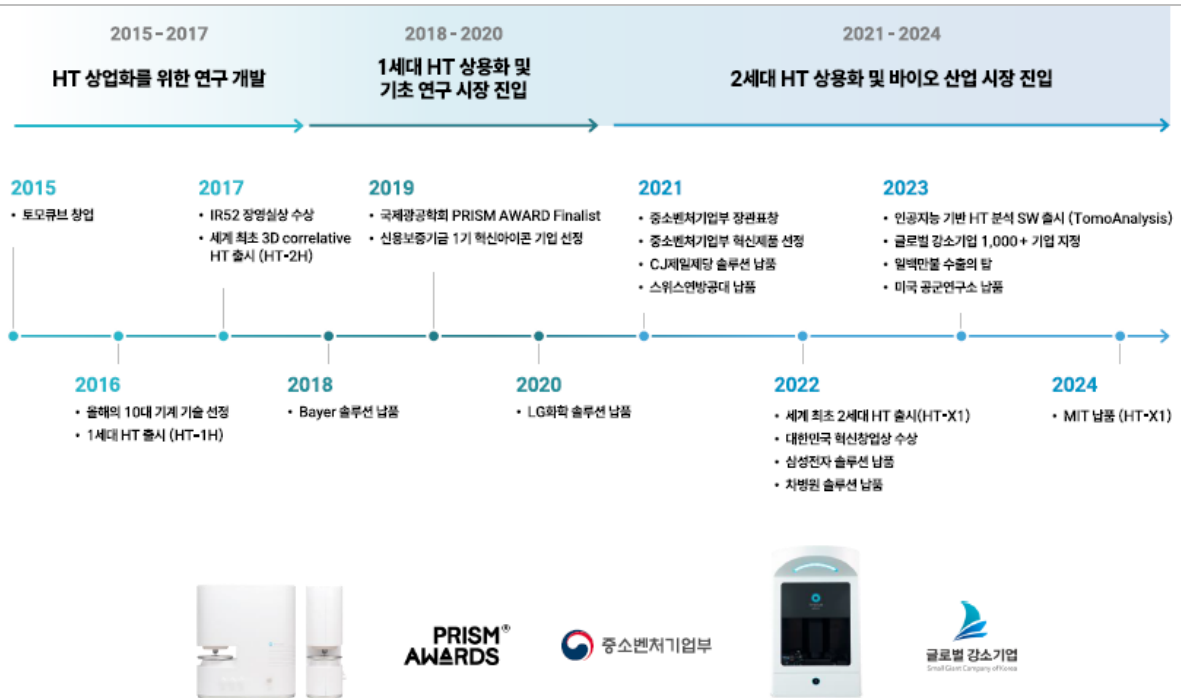 2015 - 2017
HT 상업화를 위한 연구 개발
2018 - 2020
1세대 HT 상용화 및
기초 연구 시장 진입
2021 - 2024
2세대 HT 상용화 및 바이오 산업 시장 진입
2015
• 토모큐브 창업
2017
• IR52 장영실상 수상
• 세계 최초 3D correlative
HT 출시 (HT-2H)
2019
• 국제광공학회 PRISM AWARD Finalist
• 신용보증기금 1기 혁신아이콘 기업 선정
2021
• 중소벤처기업부 장관표창
• 중소벤처기업부 혁신제품 선정
• CJ제일제당 솔루션 납품
• 스위스연방공대 납품
2023
• 인공지능 기반 HT 분석 SW 출시 (TomoAnalysis)
• 글로벌 강소기업 1,000+ 기업 지정
• 일백만불 수출의 탑
• 미국 공군연구소 납품
2016
• 올해의 10대 기계 기술 선정
• 1세대 HT 출시 (HT-1H)
2018
• Bayer 솔루션 납품
2020
• LG화학 솔루션 납품
2022
• 세계 최초 2세대 HT 출시(HT-X1)
• 대한민국 혁신창업상 수상
• 삼성전자 솔루션 납품
• 차병원 솔루션 납품
2024
• MIT 납품 (HT-X1)
PRISM®
AWARDS
중소벤처기업부
글로벌 강소기업
Small Giant Company of Korea